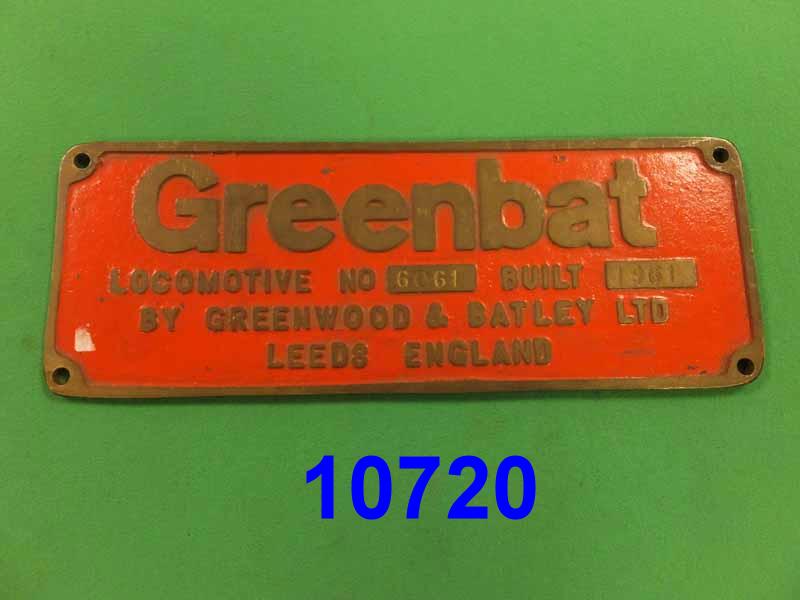 Greenbat
LOCOMOTIVE NO 6061 BUILT 1961
BY GREENWOOD & BATLEY LTD
LEEDS ENGLAND
10720